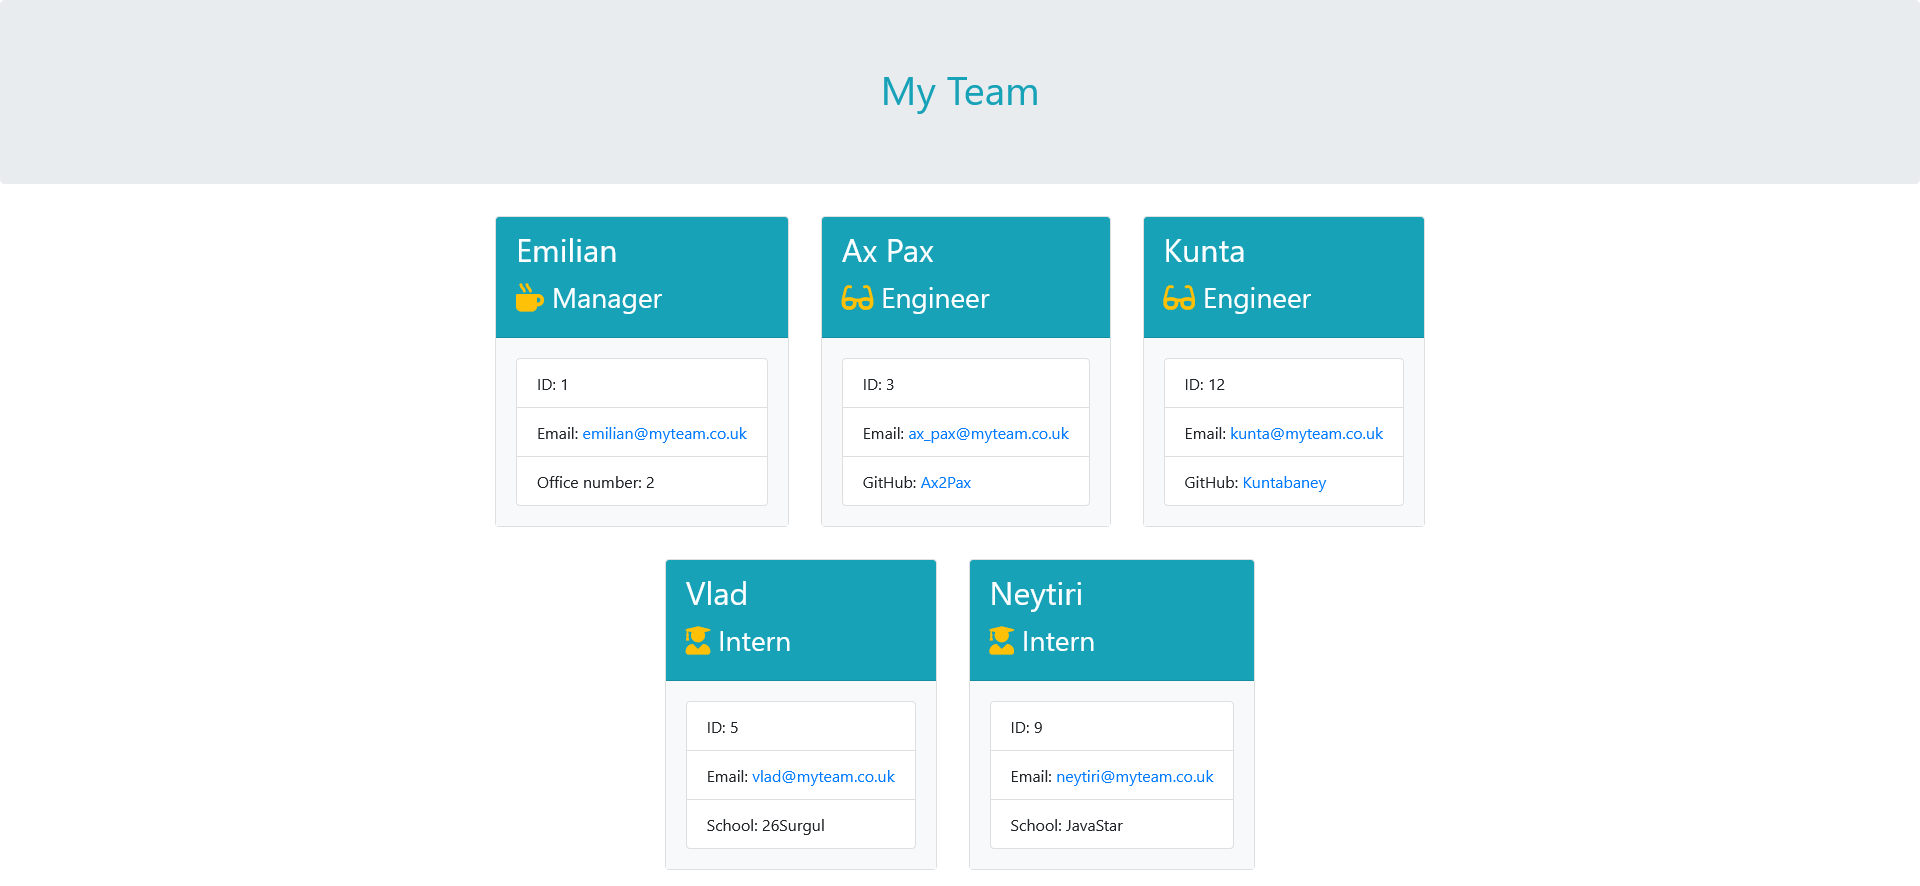 My Team
Emilian
Manager
ID: 1
Email: emilian@myteam.co.uk
Office number: 2
Ax Pax
Engineer
ID: 3
Email: ax_pax@myteam.co.uk
GitHub: Ax2Pax
Kunta
Engineer
ID: 12
Email: kunta@myteam.co.uk
GitHub: Kuntabaney
Vlad
Intern
ID: 5
Email: vlad@myteam.co.uk
School: 26Surgul
Neytiri
Intern
ID: 9
Email: neytiri@myteam.co.uk
School: JavaStar